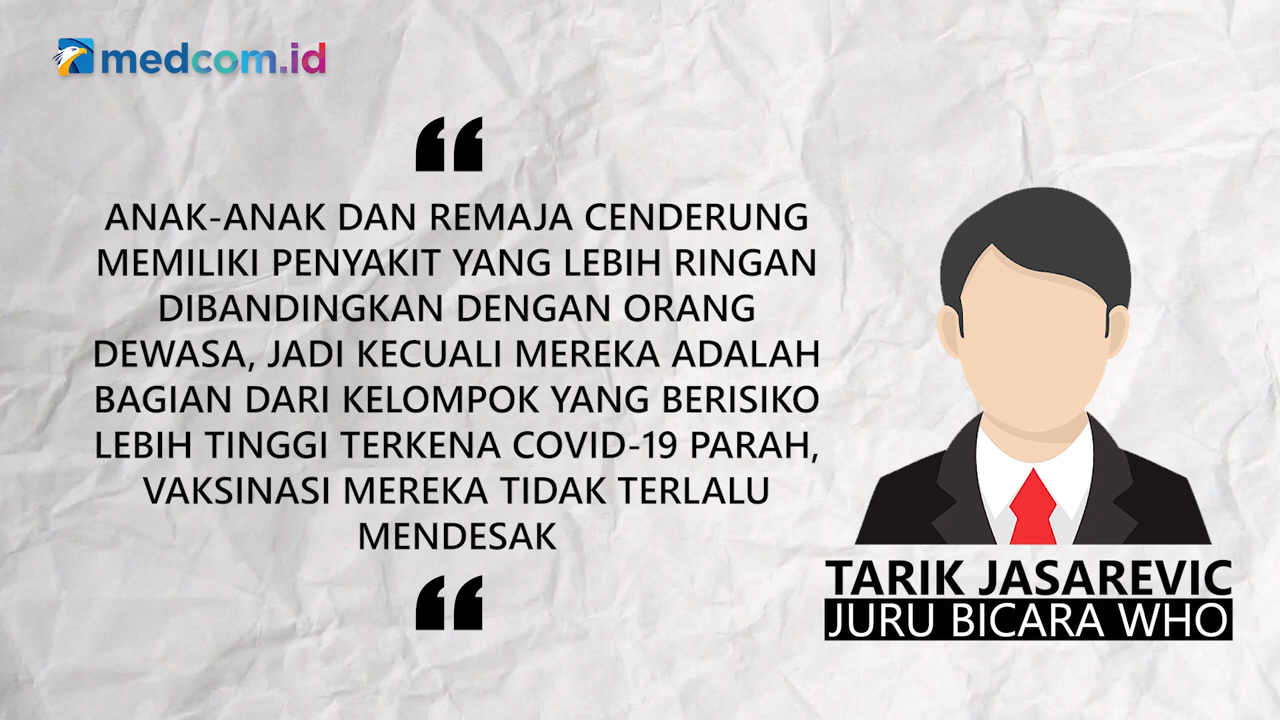 medcom.id
“
ANAK-ANAK DAN REMAJA CENDERUNG
MEMILIKI PENYAKIT YANG LEBIH RINGAN
DIBANDINGKAN DENGAN ORANG
DEWASA, JADI KECUALI MEREKA ADALAH
BAGIAN DARI KELOMPOK YANG BERISIKO
LEBIH TINGGI TERKENA COVID-19 PARAH,
VAKSINASI MEREKA TIDAK TERLALU
MENDESAK
“
TARIK JASAREVIC
JURU BICARA WHO